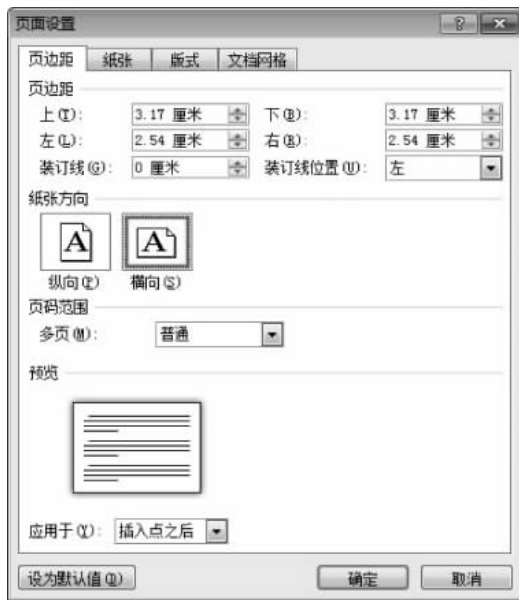 页面设置
页边距 纸张 版式 文档网格
页边距
上(T): 3.17 厘米 下(B): 3.17 厘米
左(L): 2.54 厘米 右(R): 2.54 厘米
装订线(G): 0 厘米 装订线位置(U): 左
纸张方向
纵向(P) 横向(S)
页码范围
多页(M): 普通
预览
应用于(Y): 插入点之后
设为默认值(D) 确定 取消